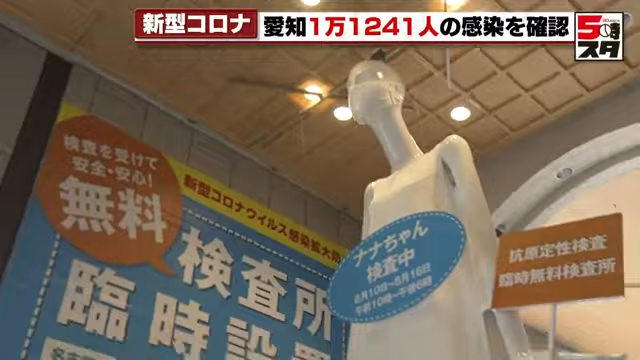 新型コロナ 愛知1万1241人の感染を確認
5時スタ
検査を受けて
安全・安心!
無料
新型コロナウイルス感染拡大防
検査所
臨時設置
ナナちゃん
検査中
8月10日~8月16日
午前10時~午後6時
抗原定性検査
臨時無料検査所
名古屋